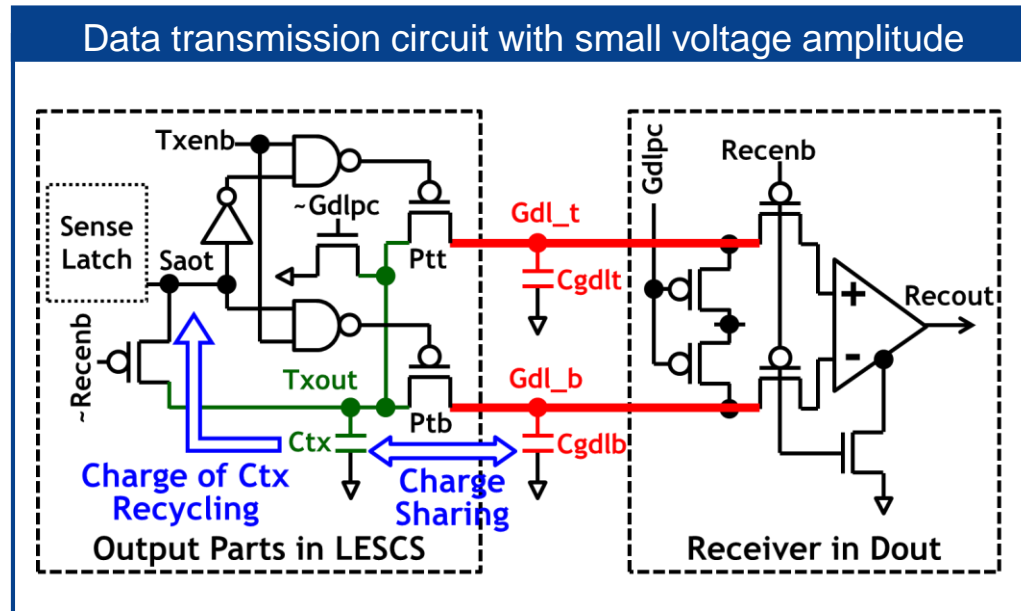 Data transmission circuit with small voltage amplitude
Txenb
Sense
Latch
Saot
~Gdlpc
Ptt
~Recenb
Txout
Ptb
Ctx
Charge of Ctx
Recycling
Charge
Sharing
Output Parts in LESCS
Gdl_t
Cgdlt
Gdl_b
Cgdlb
Gdlpc
Recenb
+
-
Recout
Receiver in Dout